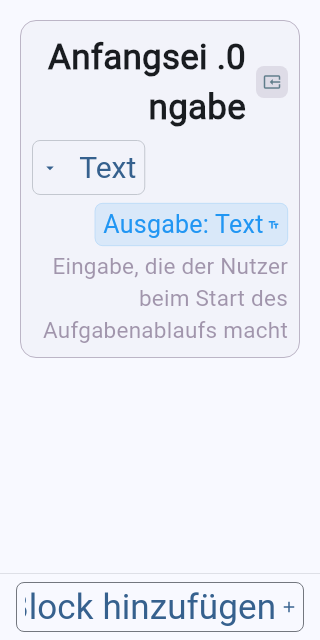 Anfangsei .0
ngabe
Text
Ausgabe: Text
Eingabe, die der Nutzer
beim Start des
Aufgabenablaufs macht
lock hinzufügen +